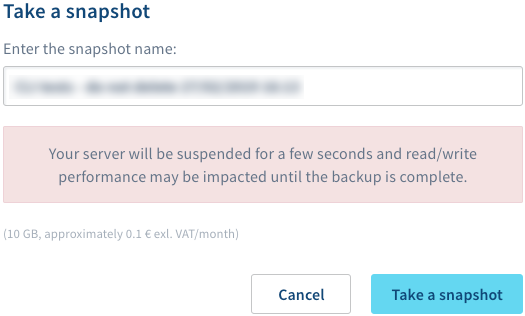 Take a snapshot
Enter the snapshot name:
Your server will be suspended for a few seconds and read/write
performance may be impacted until the backup is complete.
(10 GB, approximately 0.1 € exl. VAT/month)
Cancel
Take a snapshot